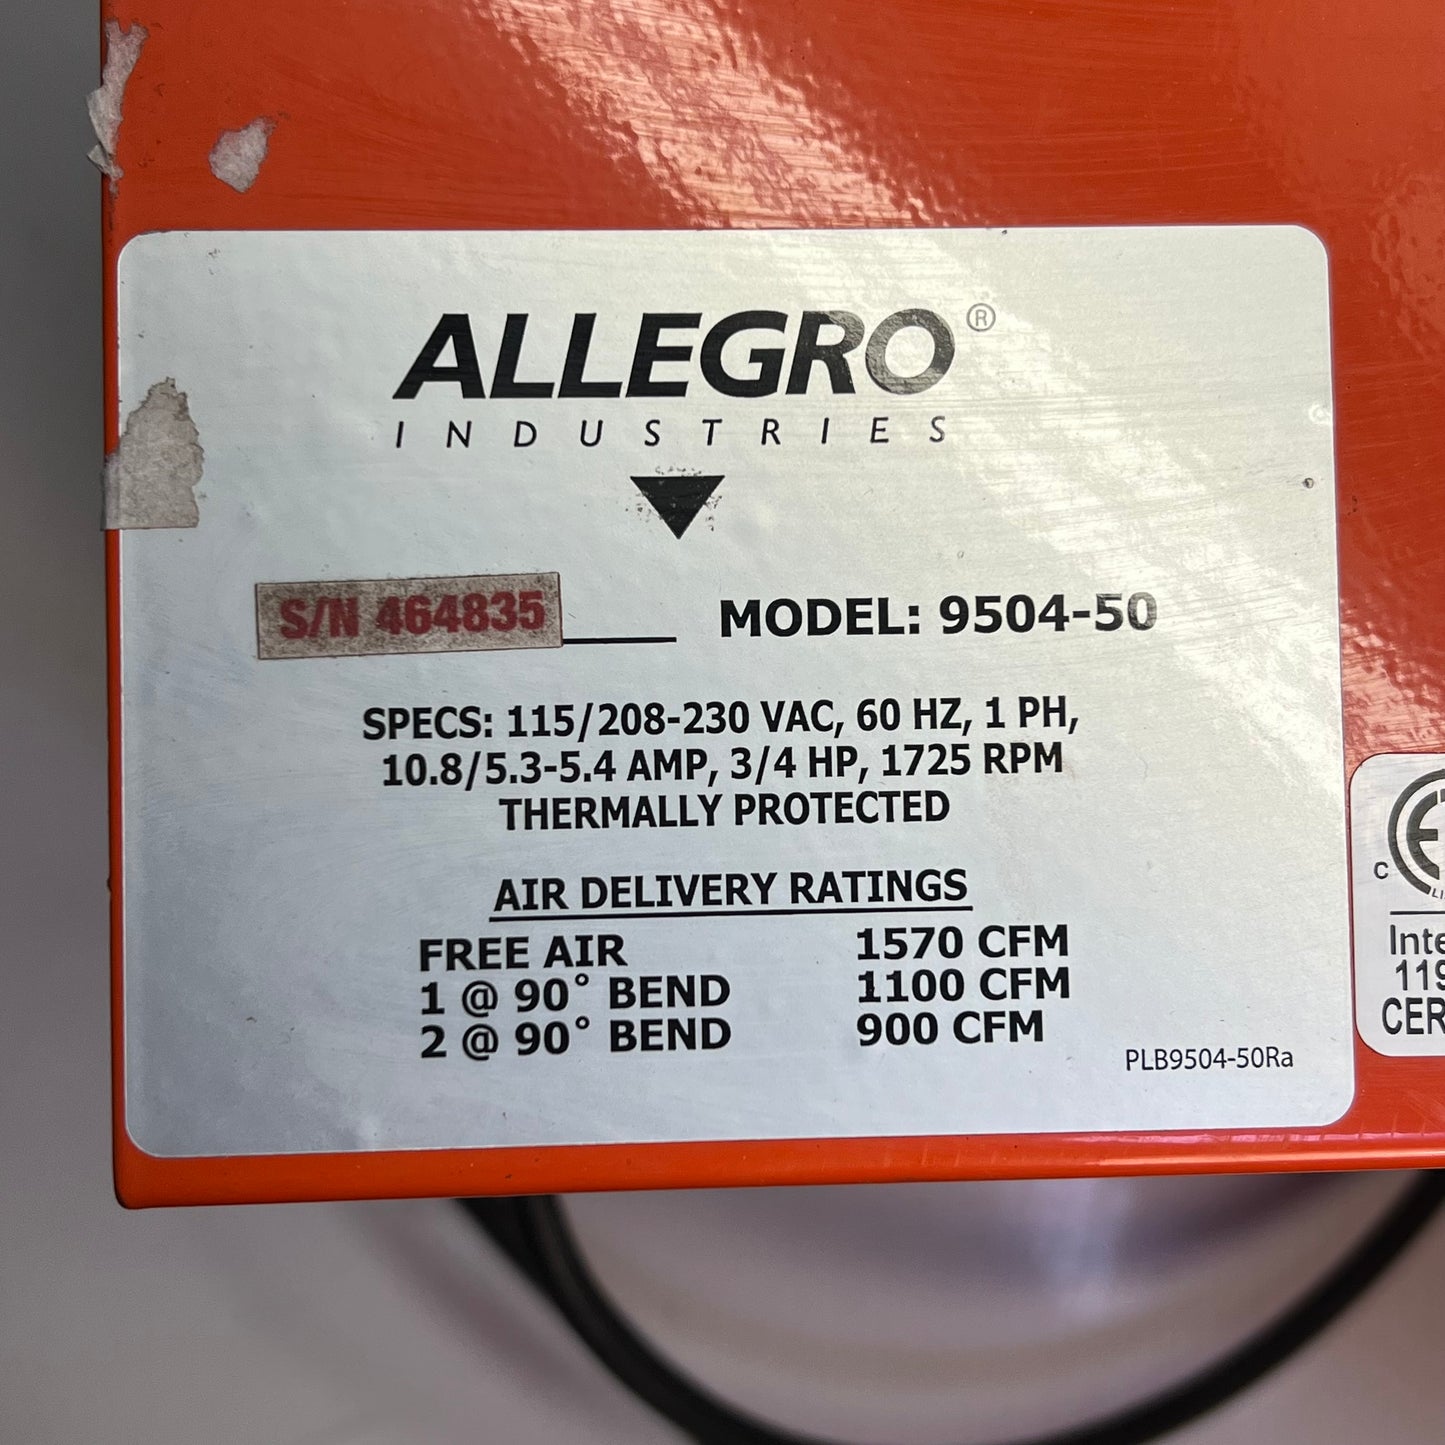 ALLEGRO®
INDUSTRIES
S/N 464835
MODEL: 9504-50
SPECS: 115/208-230 VAC, 60 HZ, 1 PH,
10.8/5.3-5.4 AMP, 3/4 HP, 1725 RPM
THERMALLY PROTECTED
AIR DELIVERY RATINGS
FREE AIR 1570 CFM
1 @ 90° BEND 1100 CFM
2 @ 90° BEND 900 CFM
PLB9504-50Ra
C